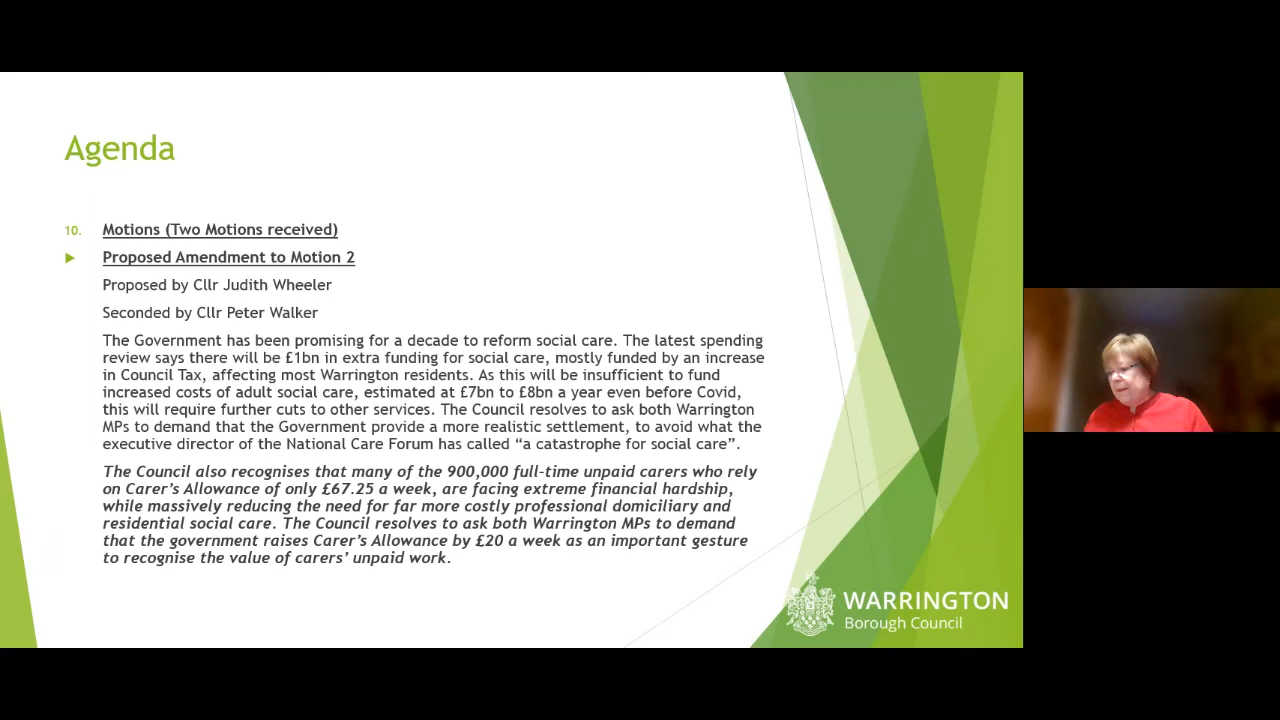 Agenda
10. Motions (Two Motions received)
Proposed Amendment to Motion 2
Proposed by Cllr Judith Wheeler
Seconded by Cllr Peter Walker
The Government has been promising for a decade to reform social care. The latest spending
review says there will be £1bn in extra funding for social care, mostly funded by an increase
in Council Tax, affecting most Warrington residents. As this will be insufficient to fund
increased costs of adult social care, estimated at £7bn to £8bn a year even before Covid,
this will require further cuts to other services. The Council resolves to ask both Warrington
MPs to demand that the Government provide a more realistic settlement, to avoid what the
executive director of the National Care Forum has called “a catastrophe for social care”.
The Council also recognises that many of the 900,000 full-time unpaid carers who rely
on Carer’s Allowance of only £67.25 a week, are facing extreme financial hardship,
while massively reducing the need for far more costly professional domiciliary and
residential social care. The Council resolves to ask both Warrington MPs to demand
that the government raises Carer’s Allowance by £20 a week as an important gesture
to recognise the value of carers’ unpaid work.
WARRINGTON
Borough Council